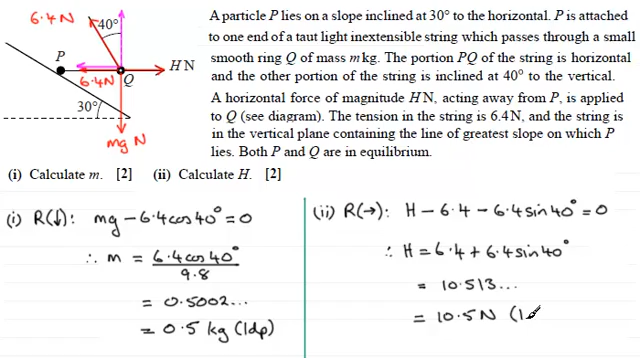 6.4N
40°
P
6.4N
Q
H N
30°
mg N
A particle P lies on a slope inclined at 30° to the horizontal. P is attached
to one end of a taut light inextensible string which passes through a small
smooth ring Q of mass m kg. The portion PQ of the string is horizontal
and the other portion of the string is inclined at 40° to the vertical.
A horizontal force of magnitude H N, acting away from P, is applied
to Q (see diagram). The tension in the string is 6.4 N, and the string is
in the vertical plane containing the line of greatest slope on which P
lies. Both P and Q are in equilibrium.
(i) Calculate m. [2] (ii) Calculate H. [2]
(i) R(↓): mg − 6.4cos40° = 0
∴ m = 6.4cos40°
9.8
= 0.5002...
= 0.5 kg (1dp)
(ii) R(→): H − 6.4 − 6.4sin40° = 0
∴ H = 6.4 + 6.4sin40°
= 10.513...
= 10.5N (1